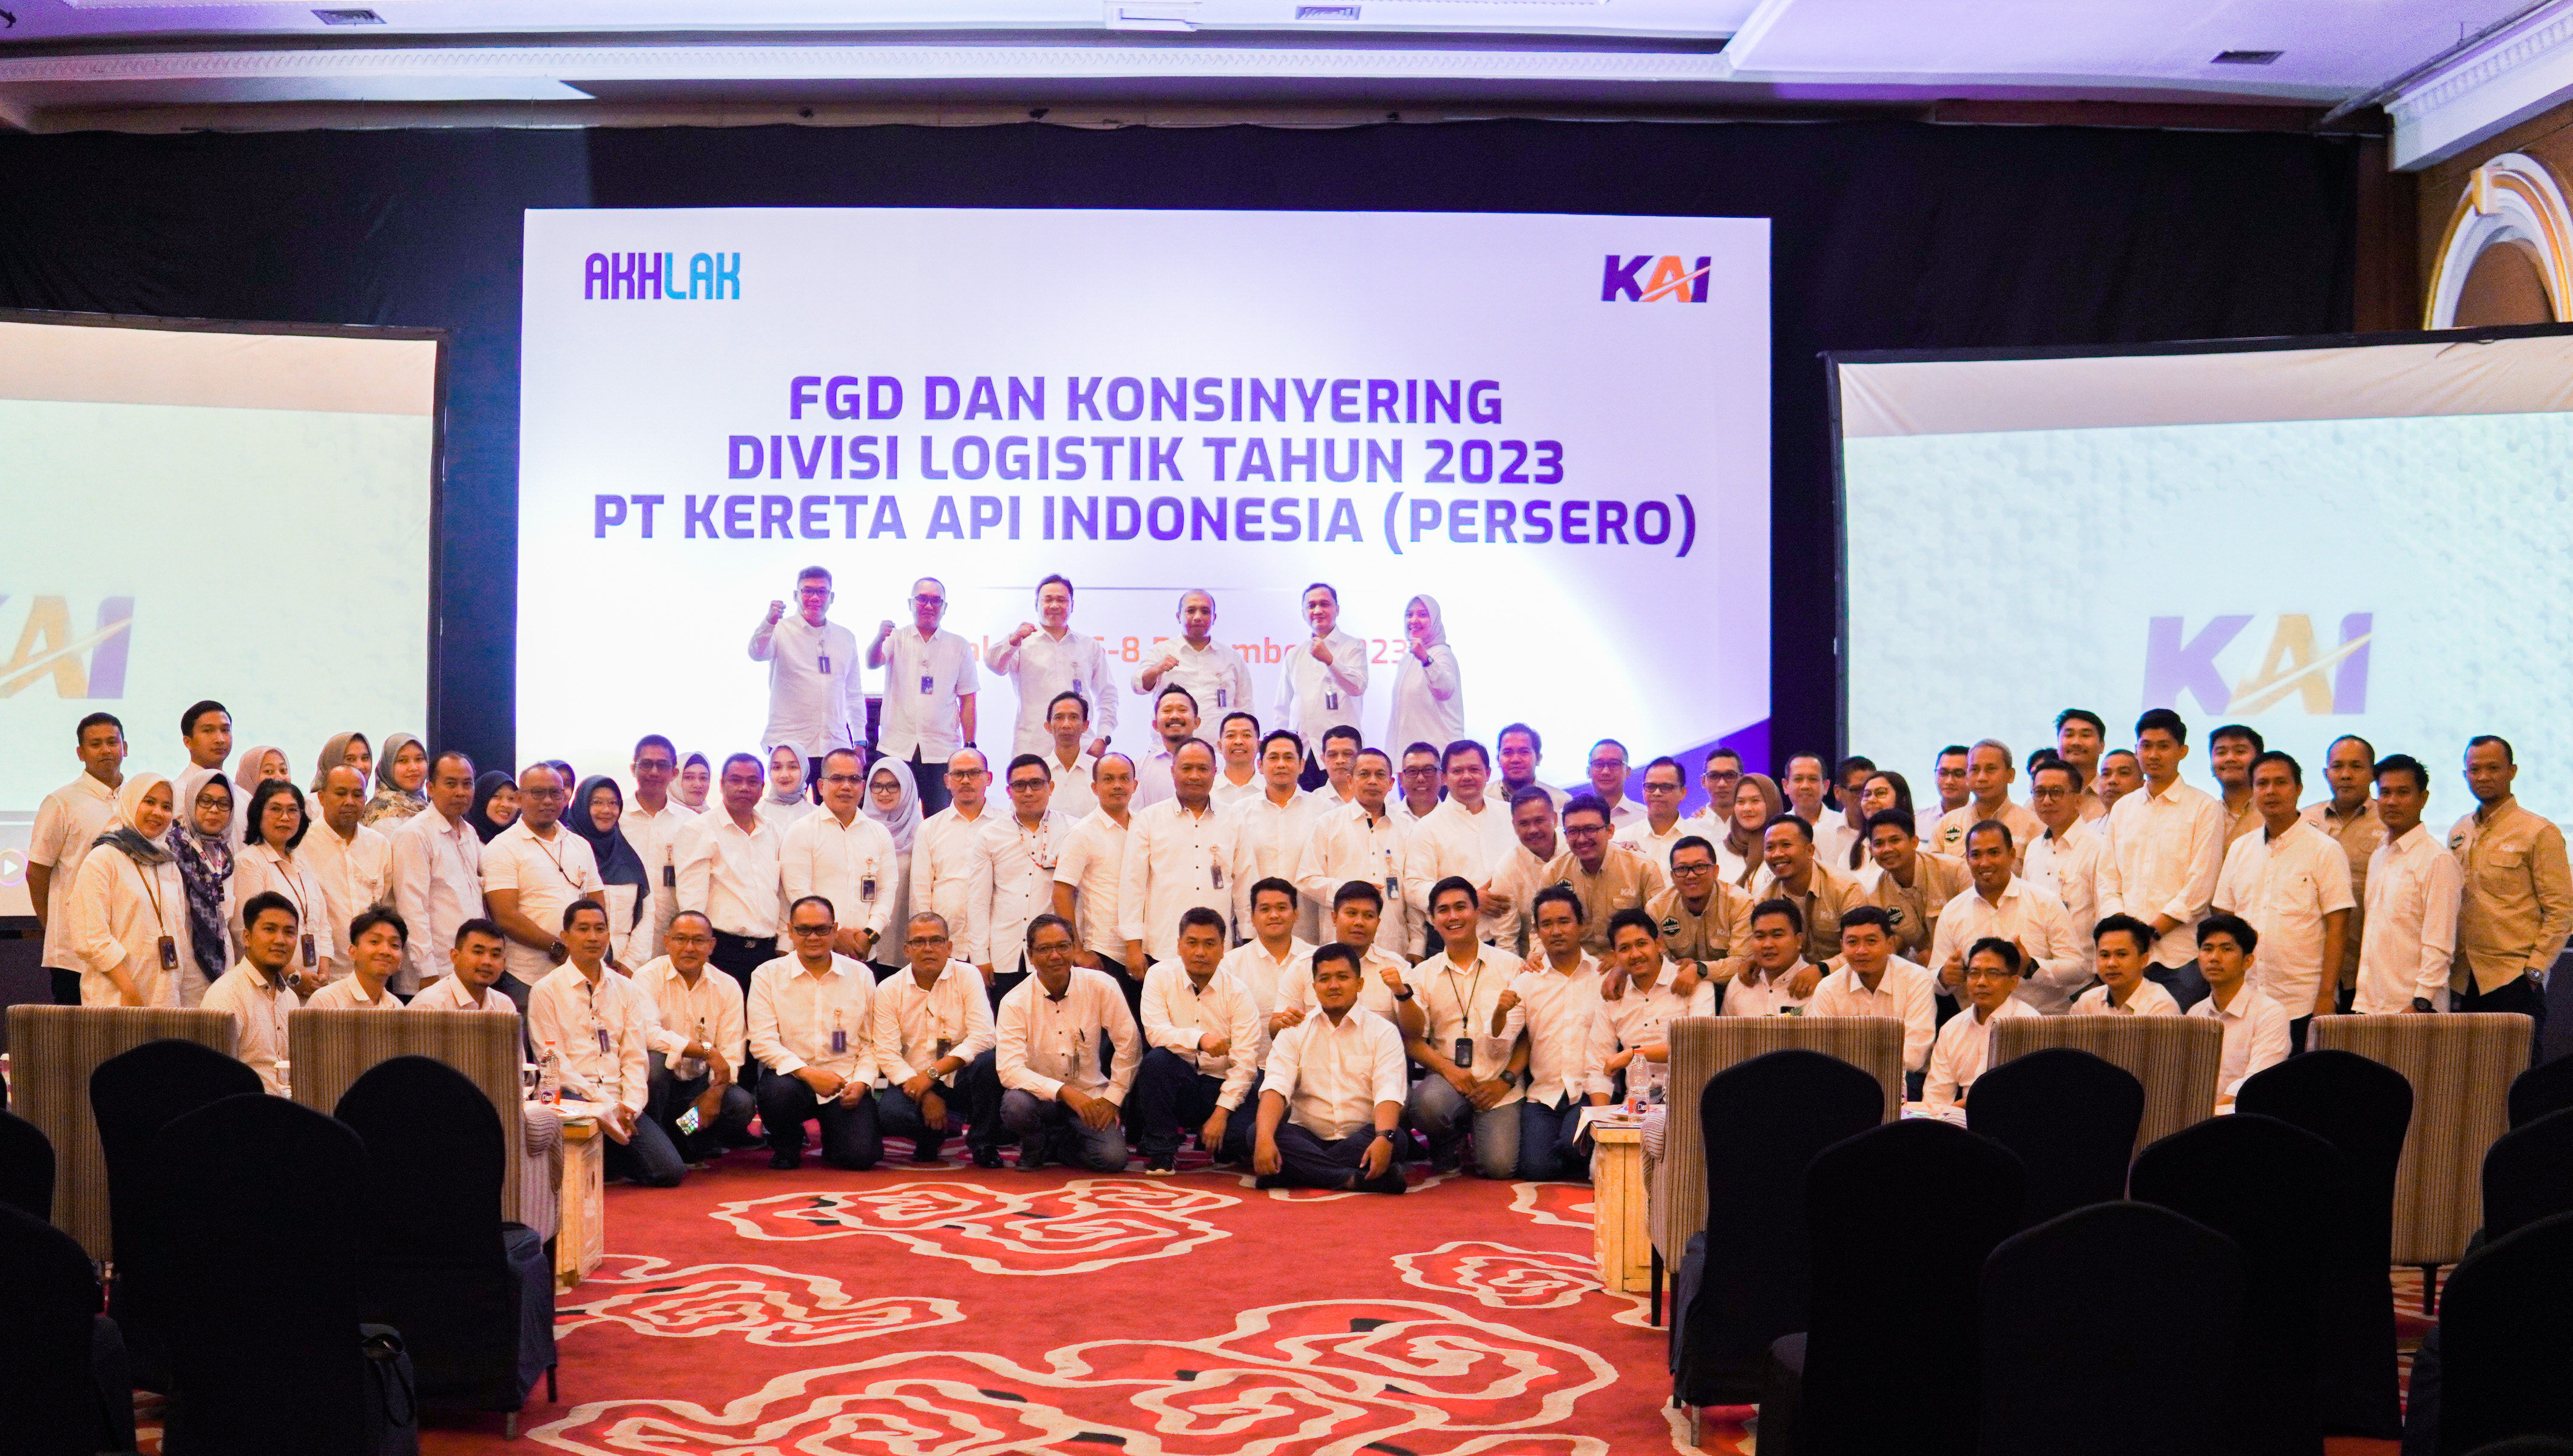 AKHLAK
KAI
FGD DAN KONSINYERING
DIVISI LOGISTIK TAHUN 2023
PT KERETA API INDONESIA (PERSERO)
KAI
KAI